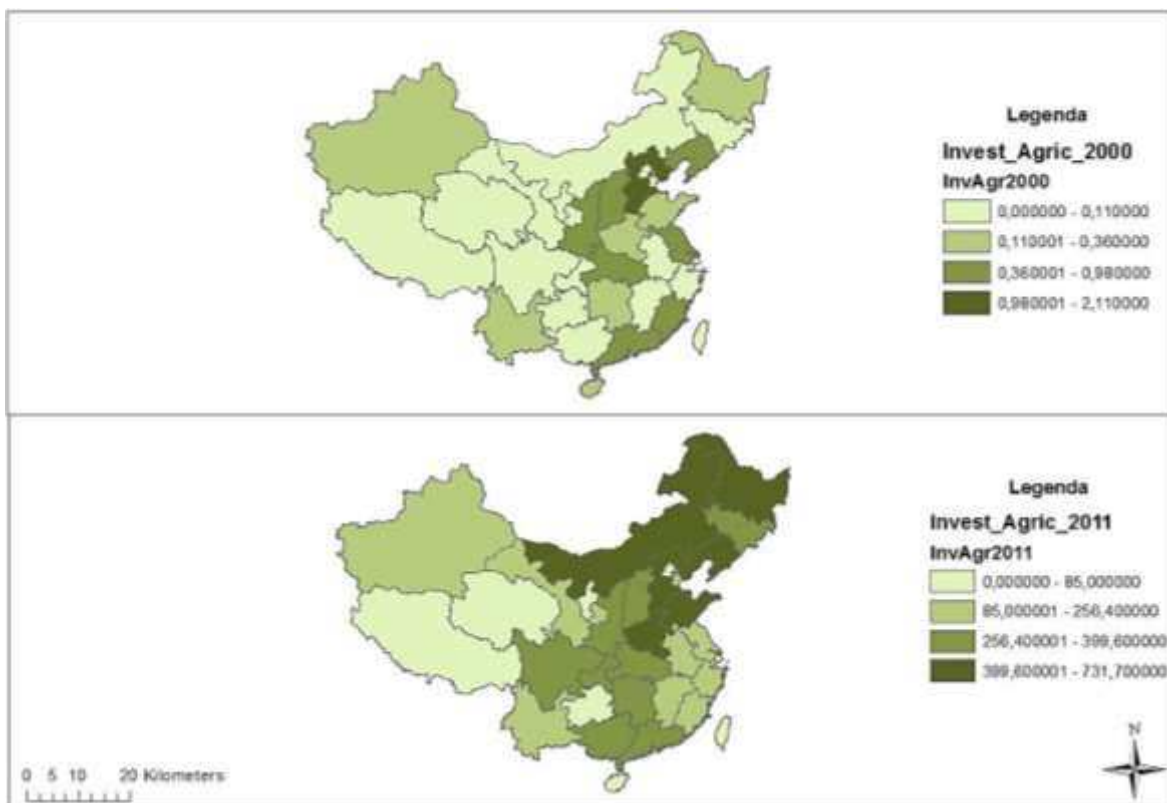 Legenda
Invest_Agric_2000
InvAgr2000
0,000000 - 0,110000
0,110001 - 0,360000
0,360001 - 0,980000
0,980001 - 2,110000
Legenda
Invest_Agric_2011
InvAgr2011
0,000000 - 85,000000
85,000001 - 256,400000
256,400001 - 399,600000
399,600001 - 731,700000
N
0 5 10 20 Kilometers